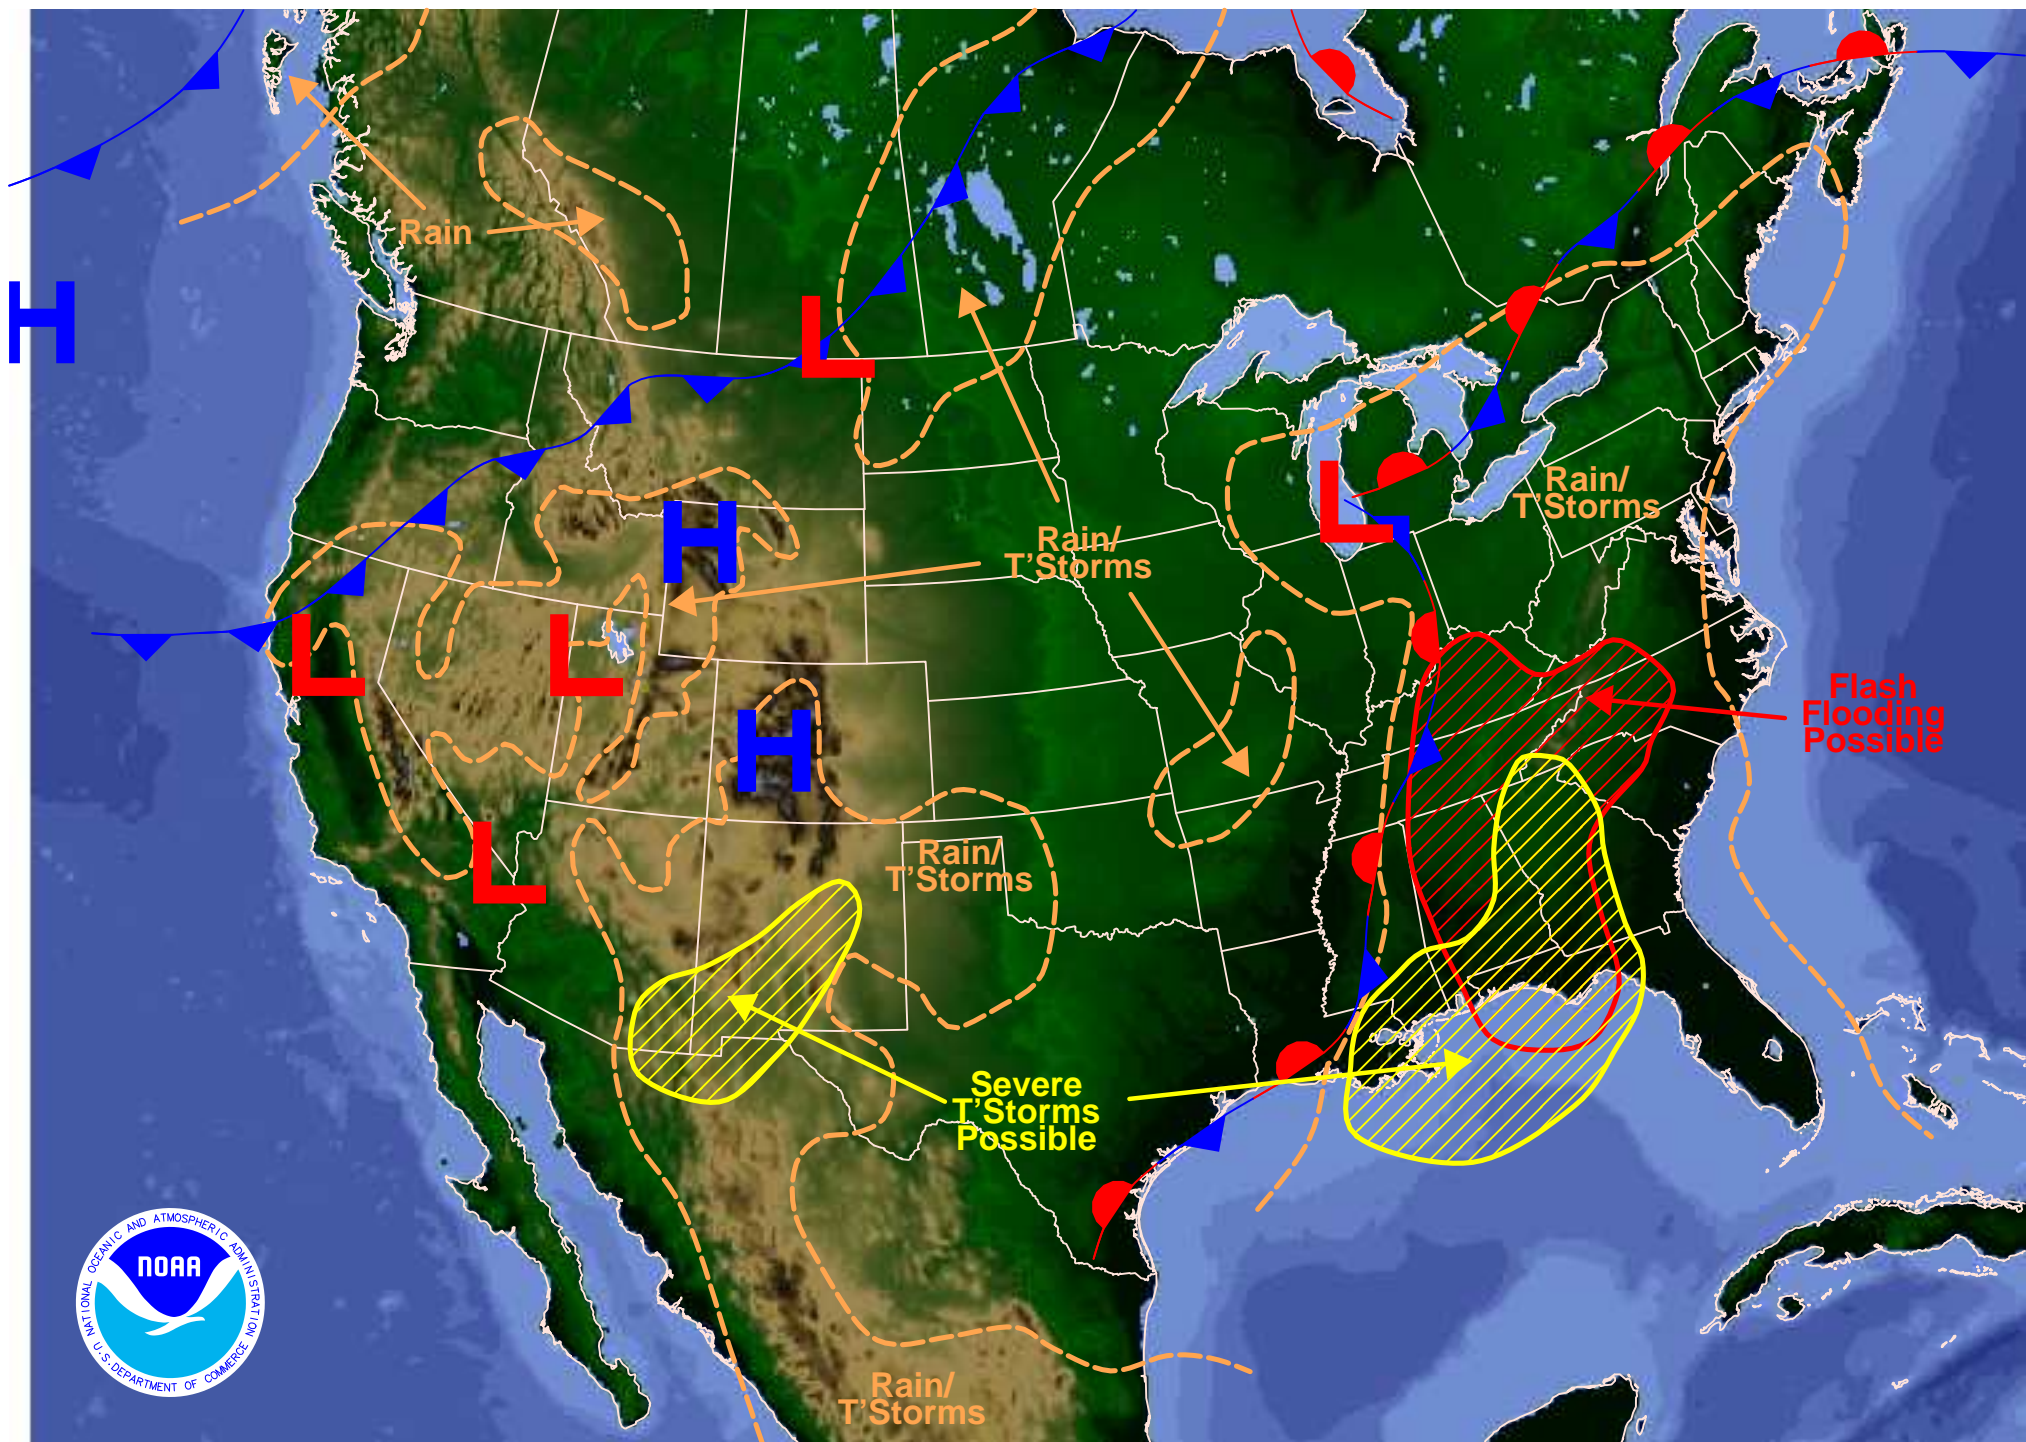 Rain
H
L
Rain/
T'Storms
L
H
Rain/
T'Storms
L
L
Flash
Flooding
Possible
H
L
Rain/
T'Storms
Severe
T'Storms
Possible
NATIONAL OCEANIC AND ATMOSPHERIC ADMINISTRATION
NOAA
U.S. DEPARTMENT OF COMMERCE
Rain/
T'Storms